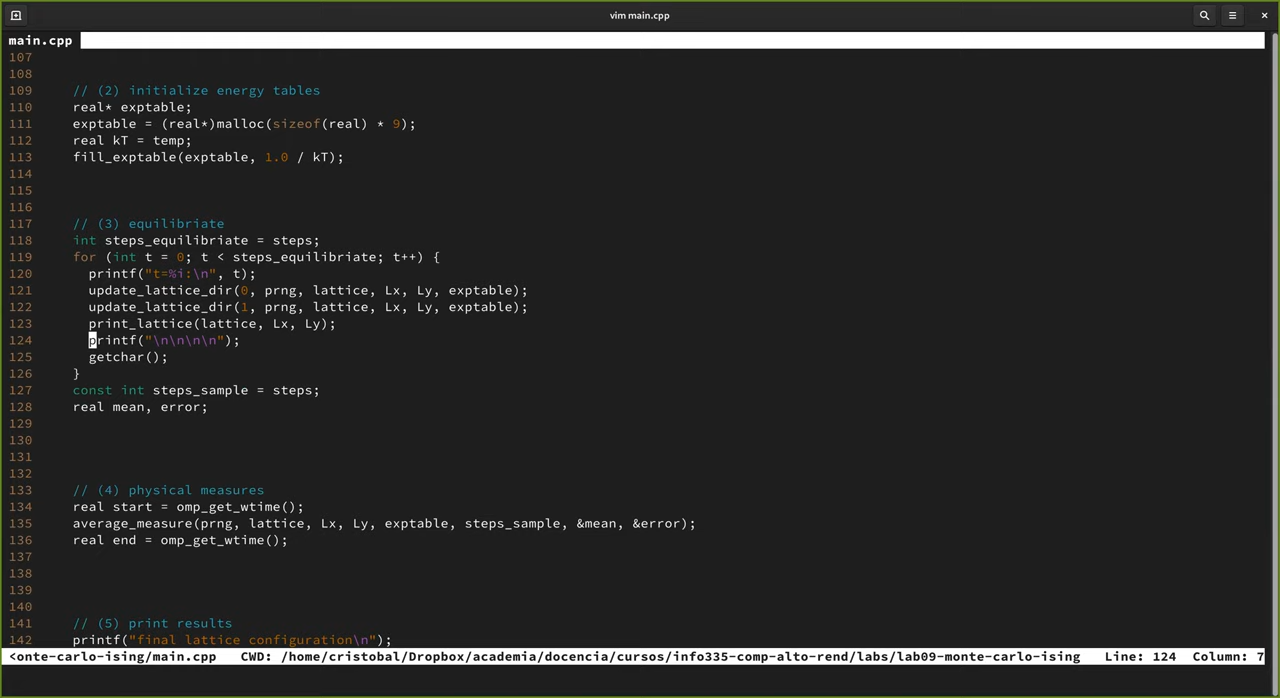 vim main.cpp
main.cpp
107
108
109     // (2) initialize energy tables
110     real* exptable;
111     exptable = (real*)malloc(sizeof(real) * 9);
112     real kT = temp;
113     fill_exptable(exptable, 1.0 / kT);
114
115
116
117     // (3) equilibriate
118     int steps_equilibriate = steps;
119     for (int t = 0; t < steps_equilibriate; t++) {
120       printf("t=%i:\n", t);
121       update_lattice_dir(0, prng, lattice, Lx, Ly, exptable);
122       update_lattice_dir(1, prng, lattice, Lx, Ly, exptable);
123       print_lattice(lattice, Lx, Ly);
124       printf("\n\n\n\n");
125       getchar();
126     }
127     const int steps_sample = steps;
128     real mean, error;
129
130
131
132
133     // (4) physical measures
134     real start = omp_get_wtime();
135     average_measure(prng, lattice, Lx, Ly, exptable, steps_sample, &mean, &error);
136     real end = omp_get_wtime();
137
138
139
140
141     // (5) print results
142     printf("final lattice configuration\n");
<onte-carlo-ising/main.cpp   CWD: /home/cristobal/Dropbox/academia/docencia/cursos/info335-comp-alto-rend/labs/lab09-monte-carlo-ising   Line: 124  Column: 7